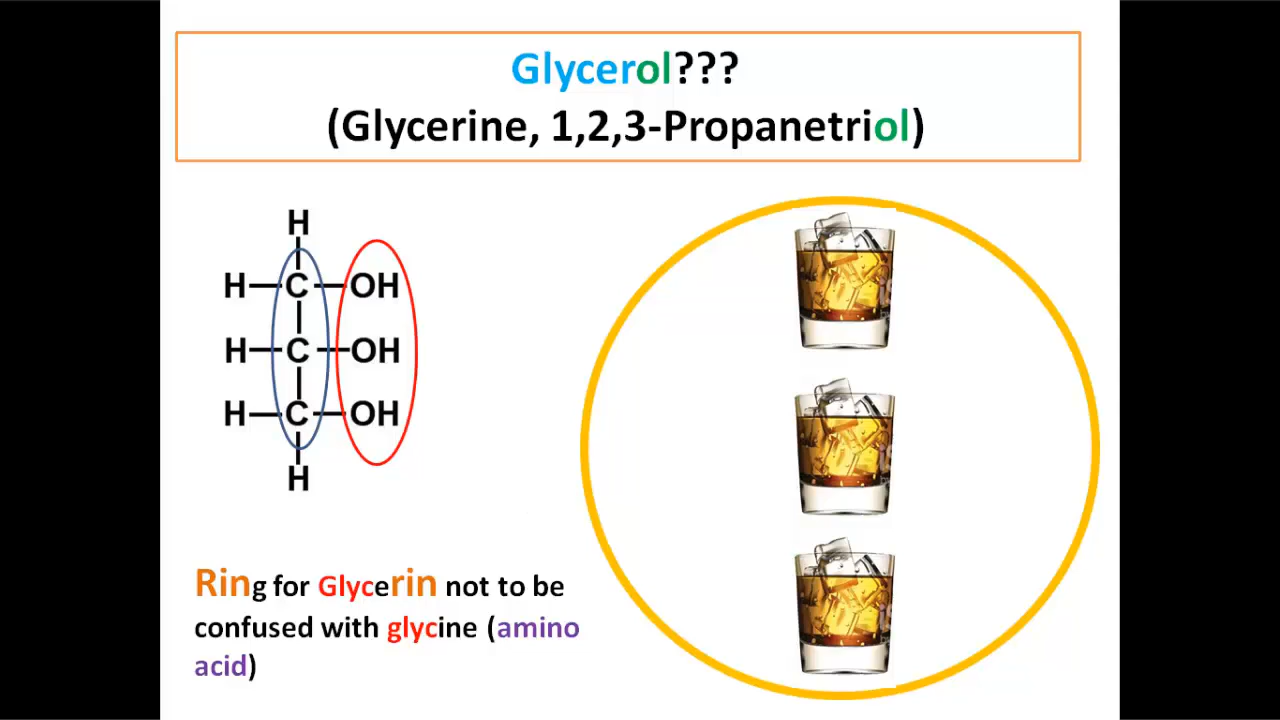 Glycerol???
(Glycerine, 1,2,3-Propanetriol)
H
H C OH
H C OH
H C OH
H
Ring for Glycerin not to be
confused with glycine (amino
acid)